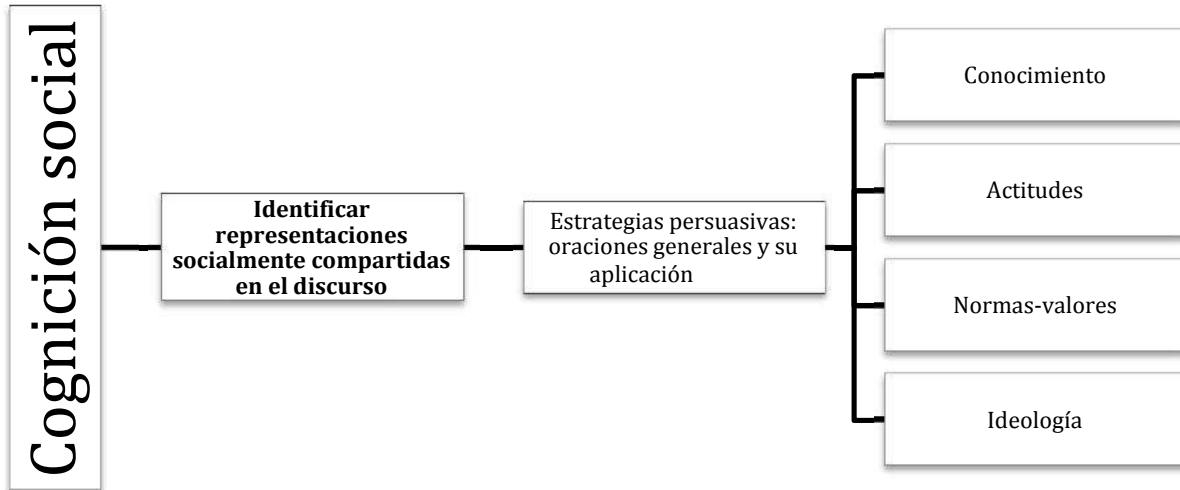 Cognición social
Identificar
representaciones
socialmente compartidas
en el discurso
Estrategias persuasivas:
oraciones generales y su
aplicación
Conocimiento
Actitudes
Normas-valores
Ideología